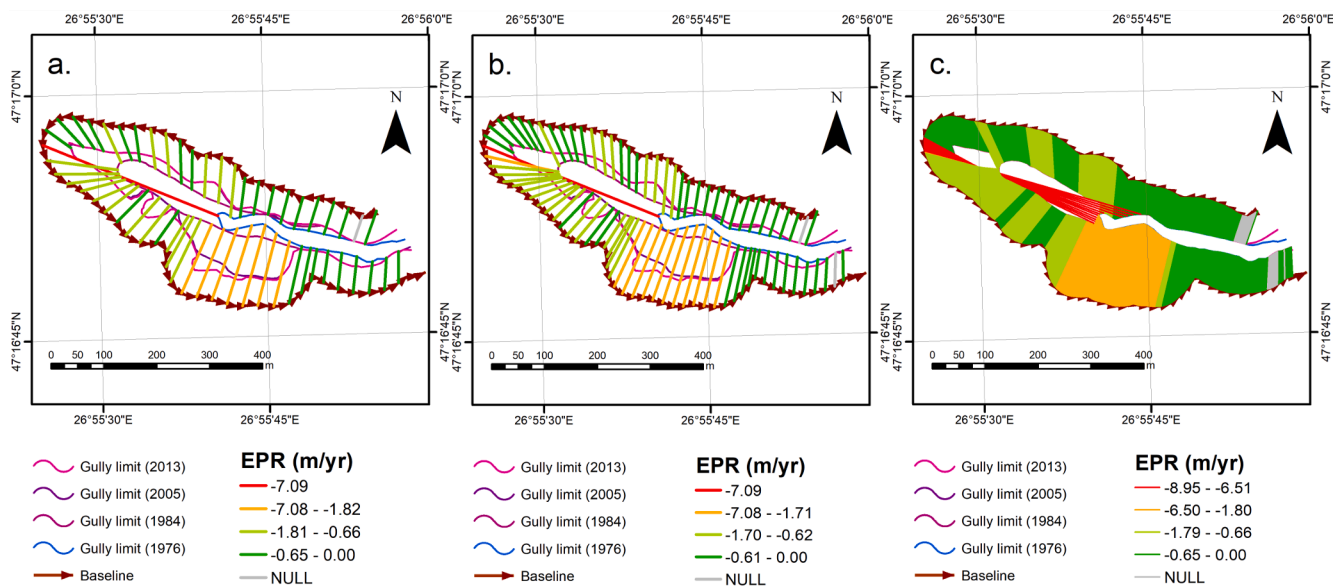 26°55'30"E 26°55'45"E 26°56'0"E
26°55'30"E 26°55'45"E 26°56'0"E
26°55'30"E 26°55'45"E 26°56'0"E
47°17'0"N
47°16'45"N
a.
N
0 50 100 200 300 400
m
47°17'0"N
47°16'45"N
26°55'30"E 26°55'45"E
47°17'0"N
47°16'45"N
b.
N
0 50 100 200 300 400
m
47°17'0"N
47°16'45"N
26°55'30"E 26°55'45"E
47°17'0"N
47°16'45"N
c.
N
0 50 100 200 300 400
m
47°17'0"N
47°16'45"N
26°55'30"E 26°55'45"E
Gully limit (2013)
Gully limit (2005)
Gully limit (1984)
Gully limit (1976)
Baseline
EPR (m/yr)
-7.09
-7.08 - -1.82
-1.81 - -0.66
-0.65 - 0.00
NULL
Gully limit (2013)
Gully limit (2005)
Gully limit (1984)
Gully limit (1976)
Baseline
EPR (m/yr)
-7.09
-7.08 - -1.71
-1.70 - -0.62
-0.61 - 0.00
NULL
Gully limit (2013)
Gully limit (2005)
Gully limit (1984)
Gully limit (1976)
Baseline
EPR (m/yr)
-8.95 - -6.51
-6.50 - -1.80
-1.79 - -0.66
-0.65 - 0.00
NULL